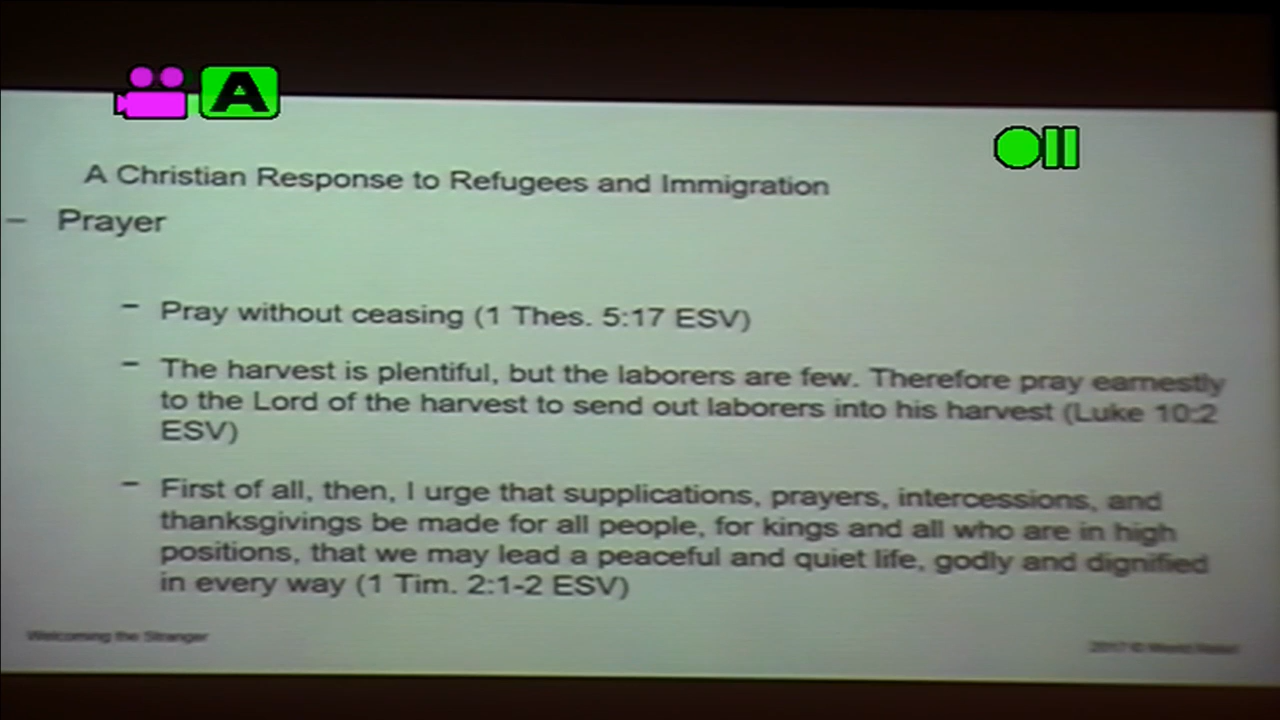 A
A Christian Response to Refugees and Immigration
– Prayer
– Pray without ceasing (1 Thes. 5:17 ESV)
– The harvest is plentiful, but the laborers are few. Therefore pray earnestly
to the Lord of the harvest to send out laborers into his harvest (Luke 10:2
ESV)
– First of all, then, I urge that supplications, prayers, intercessions, and
thanksgivings be made for all people, for kings and all who are in high
positions, that we may lead a peaceful and quiet life, godly and dignified
in every way (1 Tim. 2:1-2 ESV)
Welcoming the Stranger
2017 © World Relief